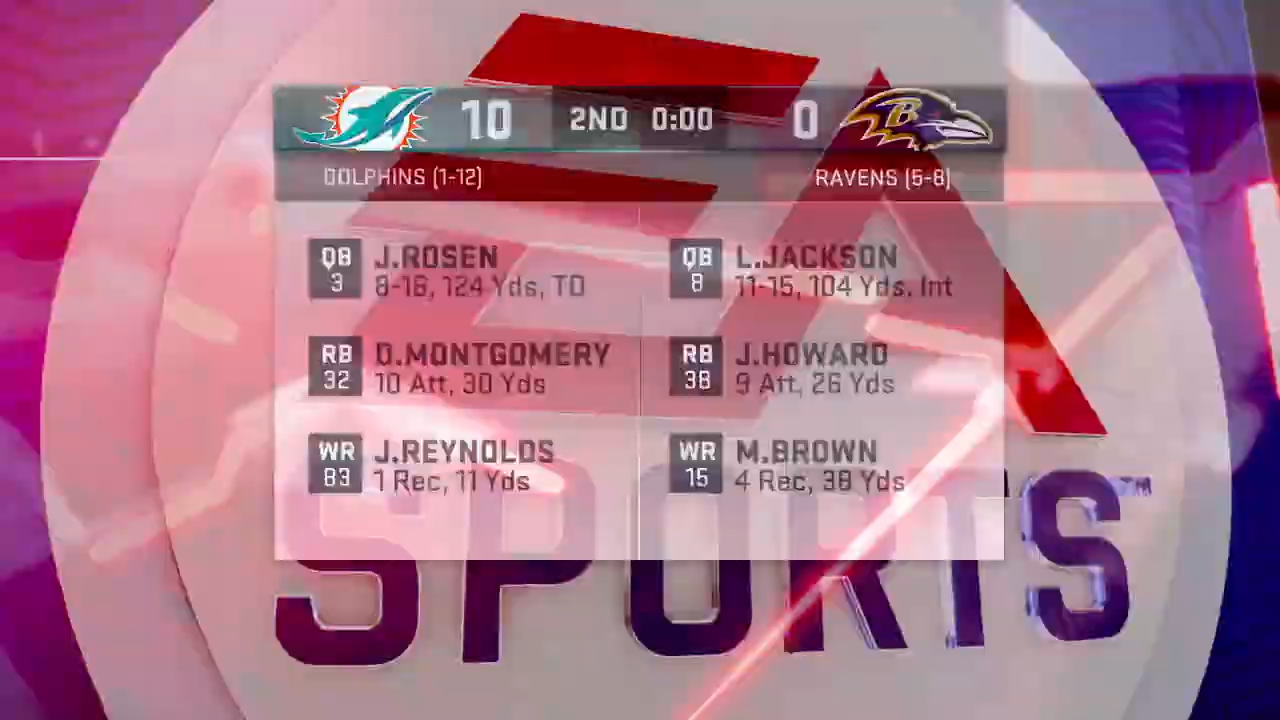 10 2ND 0:00 0
DOLPHINS (1-12) RAVENS (5-8)
QB 3 J.ROSEN
8-16, 124 Yds, TD
QB 8 L.JACKSON
11-15, 104 Yds, Int
RB 32 D.MONTGOMERY
10 Att, 30 Yds
RB 38 J.HOWARD
9 Att, 26 Yds
WR 83 J.REYNOLDS
1 Rec, 11 Yds
WR 15 M.BROWN
4 Rec, 38 Yds
EA
SPORTS™